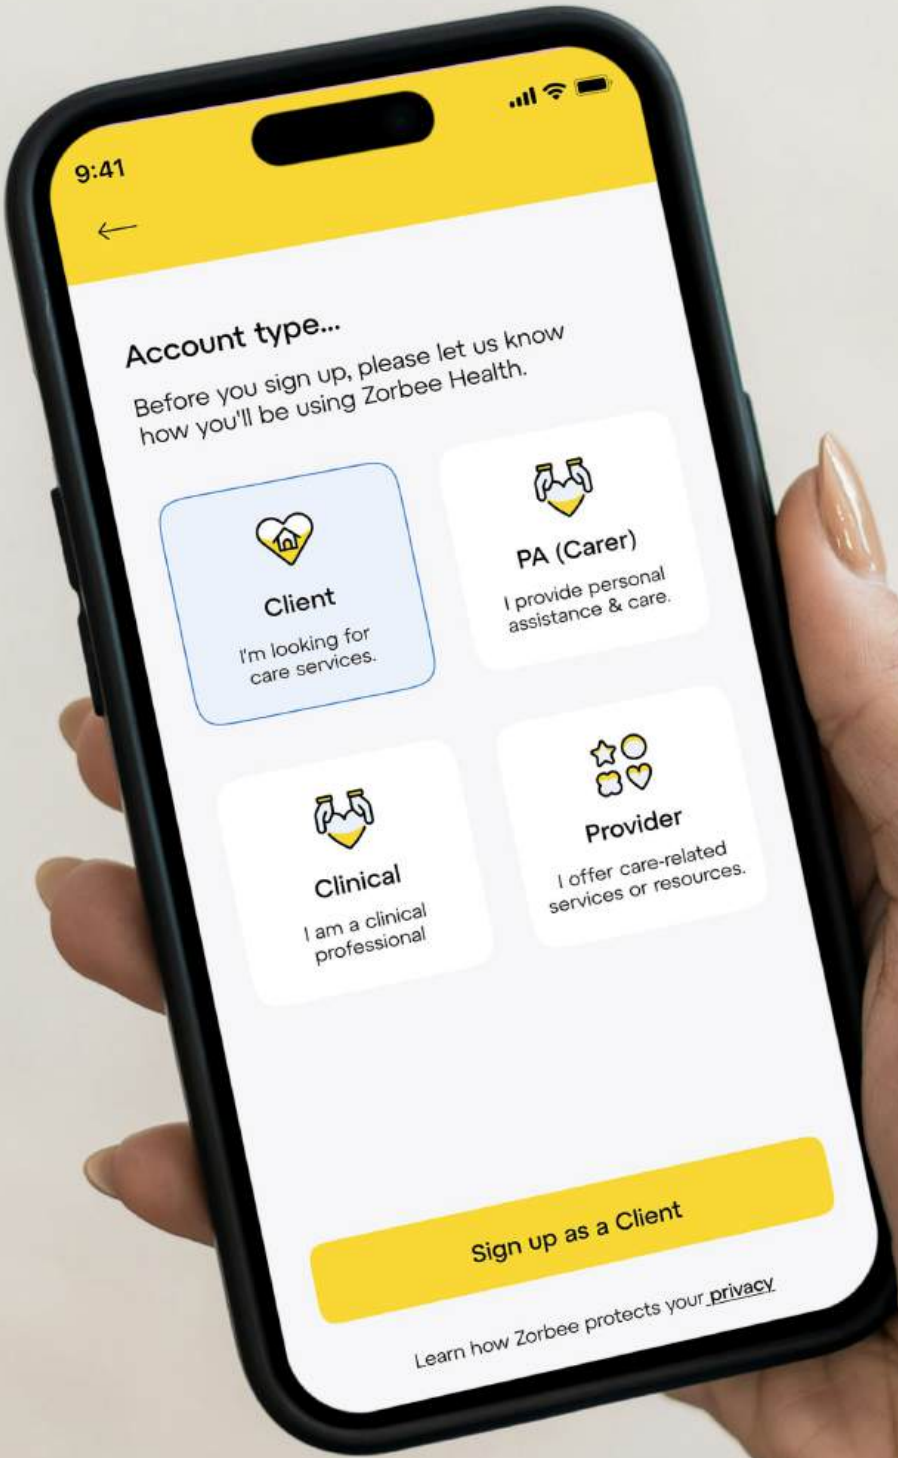 9:41
Account type...
Before you sign up, please let us know
how you'll be using Zorbee Health.
Client
I'm looking for
care services.
PA (Carer)
I provide personal
assistance & care.
Clinical
I am a clinical
professional
Provider
I offer care-related
services or resources.
Sign up as a Client
Learn how Zorbee protects your privacy